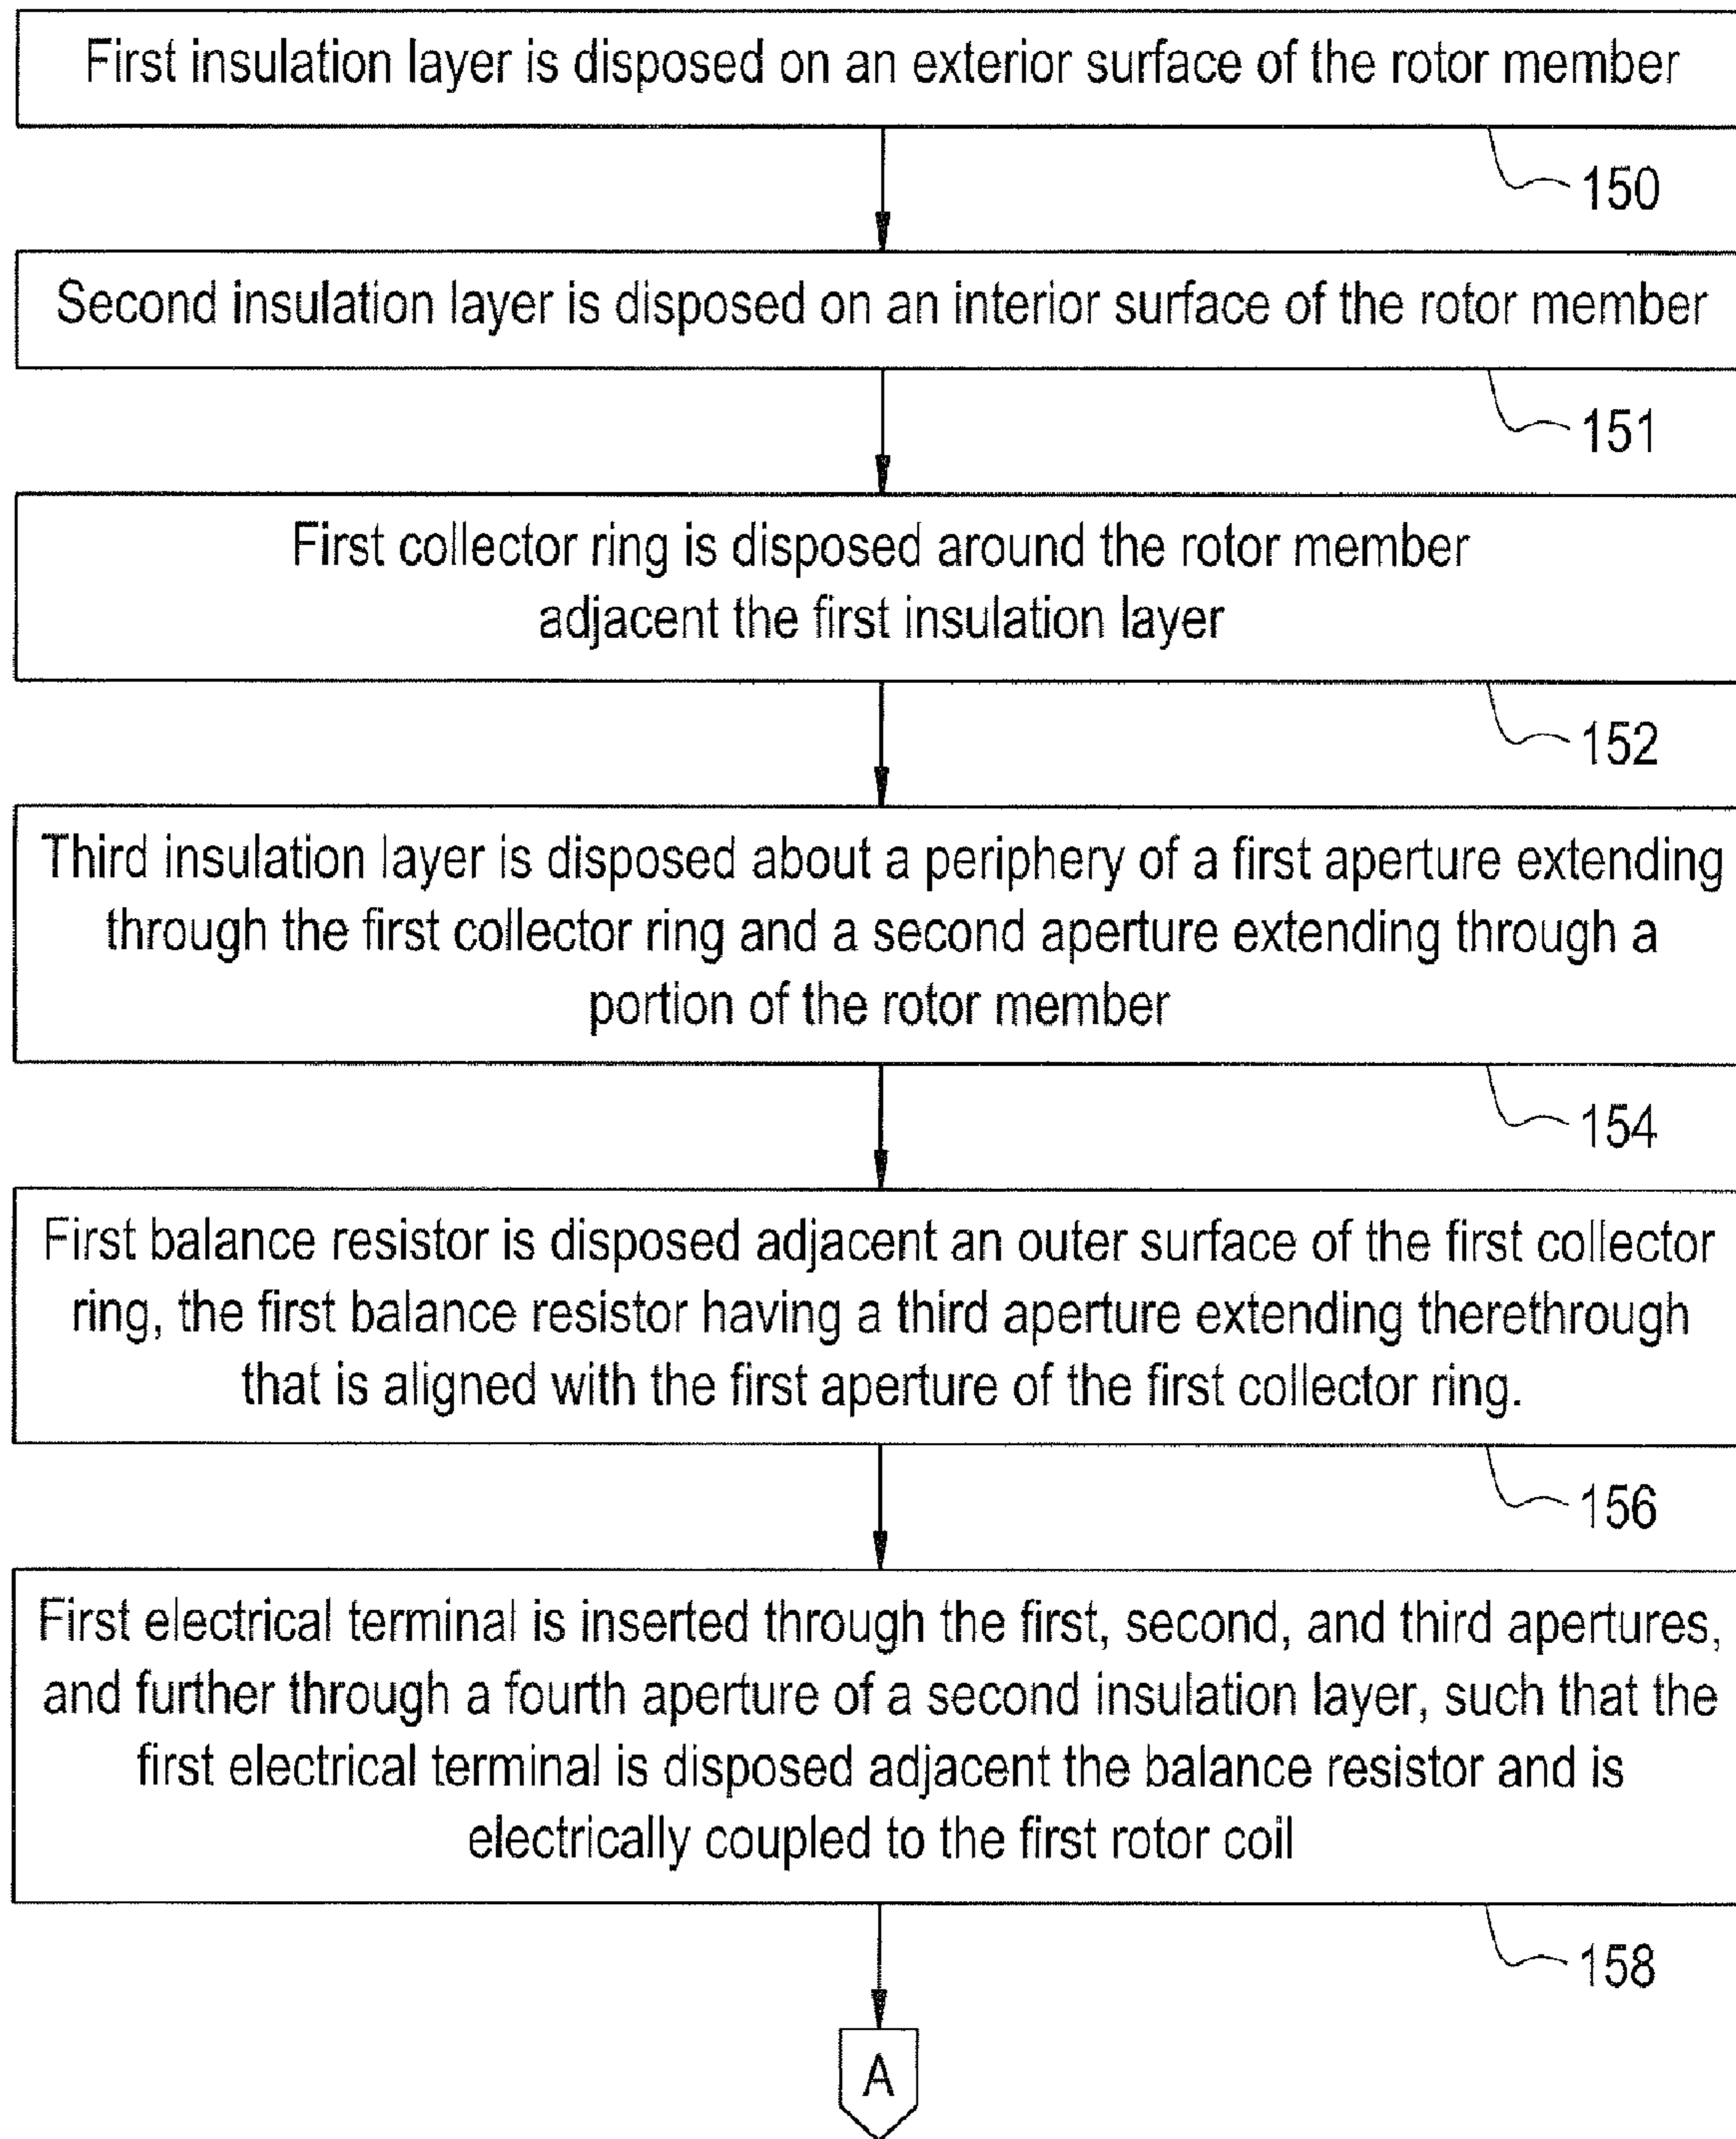 First insulation layer is disposed on an exterior surface of the rotor member
150
Second insulation layer is disposed on an interior surface of the rotor member
151
First collector ring is disposed around the rotor member
adjacent the first insulation layer
152
Third insulation layer is disposed about a periphery of a first aperture extending
through the first collector ring and a second aperture extending through a
portion of the rotor member
154
First balance resistor is disposed adjacent an outer surface of the first collector
ring, the first balance resistor having a third aperture extending therethrough
that is aligned with the first aperture of the first collector ring.
156
First electrical terminal is inserted through the first, second, and third apertures,
and further through a fourth aperture of a second insulation layer, such that the
first electrical terminal is disposed adjacent the balance resistor and is
electrically coupled to the first rotor coil
158
A